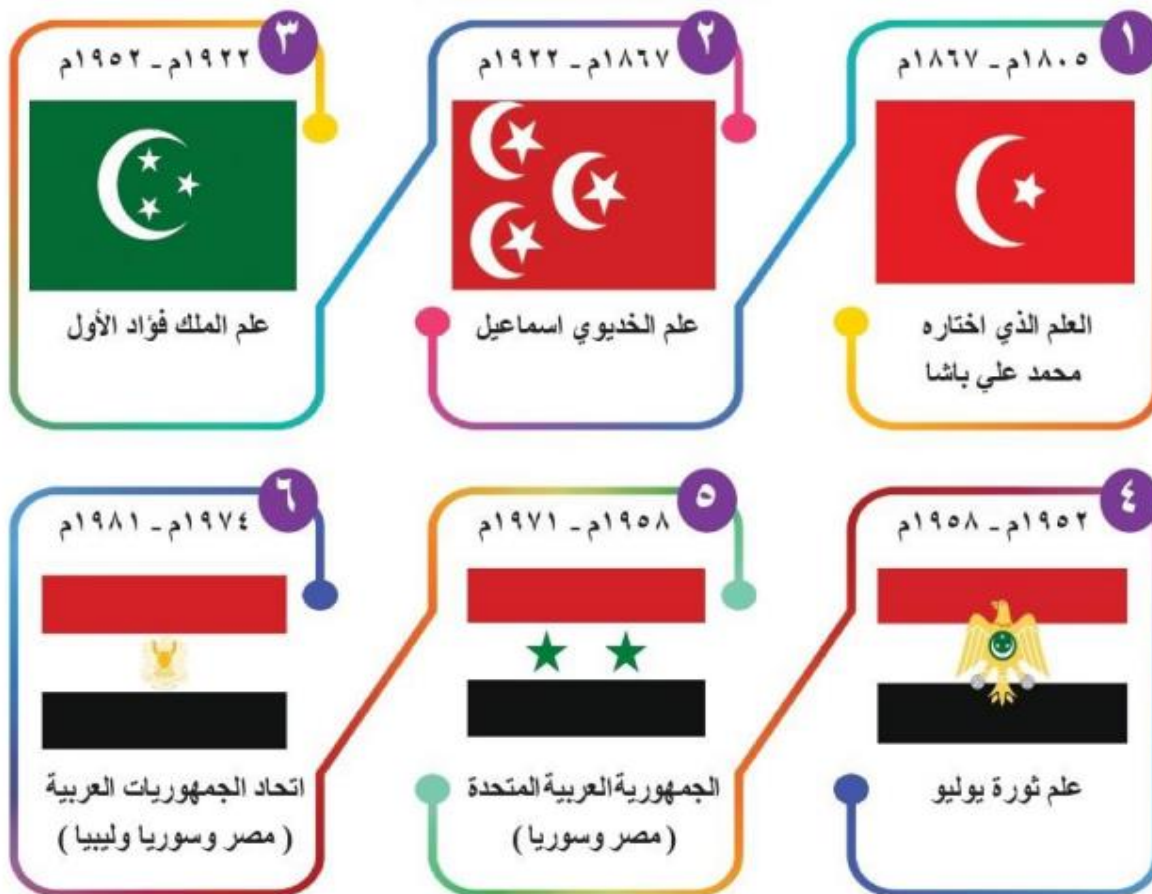 ١
١٨٠٥م - ١٨٦٧م
العلم الذي اختاره
محمد علي باشا
٢
١٨٦٧م - ١٩٢٢م
علم الخديوي اسماعيل
٣
١٩٢٢م - ١٩٥٢م
علم الملك فؤاد الأول
٤
١٩٥٢م - ١٩٥٨م
علم ثورة يوليو
٥
١٩٥٨م - ١٩٧١م
الجمهورية العربية المتحدة
( مصر وسوريا )
٦
١٩٧٤م - ١٩٨١م
اتحاد الجمهوريات العربية
( مصر وسوريا وليبيا )